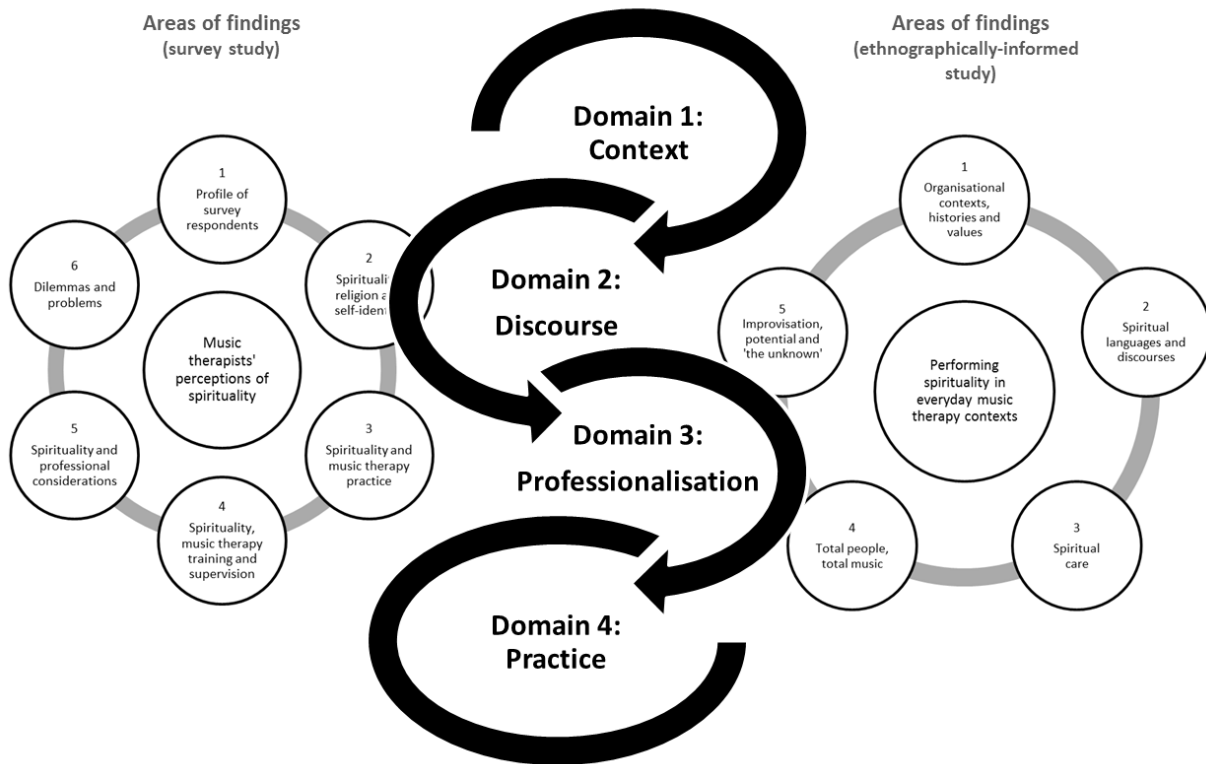 Areas of findings
(survey study)
1
Profile of
survey
respondents
2
religion
3
Spirituality and
music therapy
practice
4
Spirituality,
music therapy
training and
supervision
5
Spirituality and
professional
considerations
6
Dilemmas and
problems
Music
therapists'
perceptions of
spirituality
Domain 1:
Context
Domain 2:
Discourse
Domain 3:
Professionalisation
Domain 4:
Practice
Areas of findings
(ethnographically-informed
study)
1
Organisational
contexts,
histories and
values
2
Spiritual
languages and
discourses
3
Spiritual
care
4
Total people,
total music
5
Improvisation,
potential and
'the unknown'
Performing
spirituality in
everyday music
therapy contexts